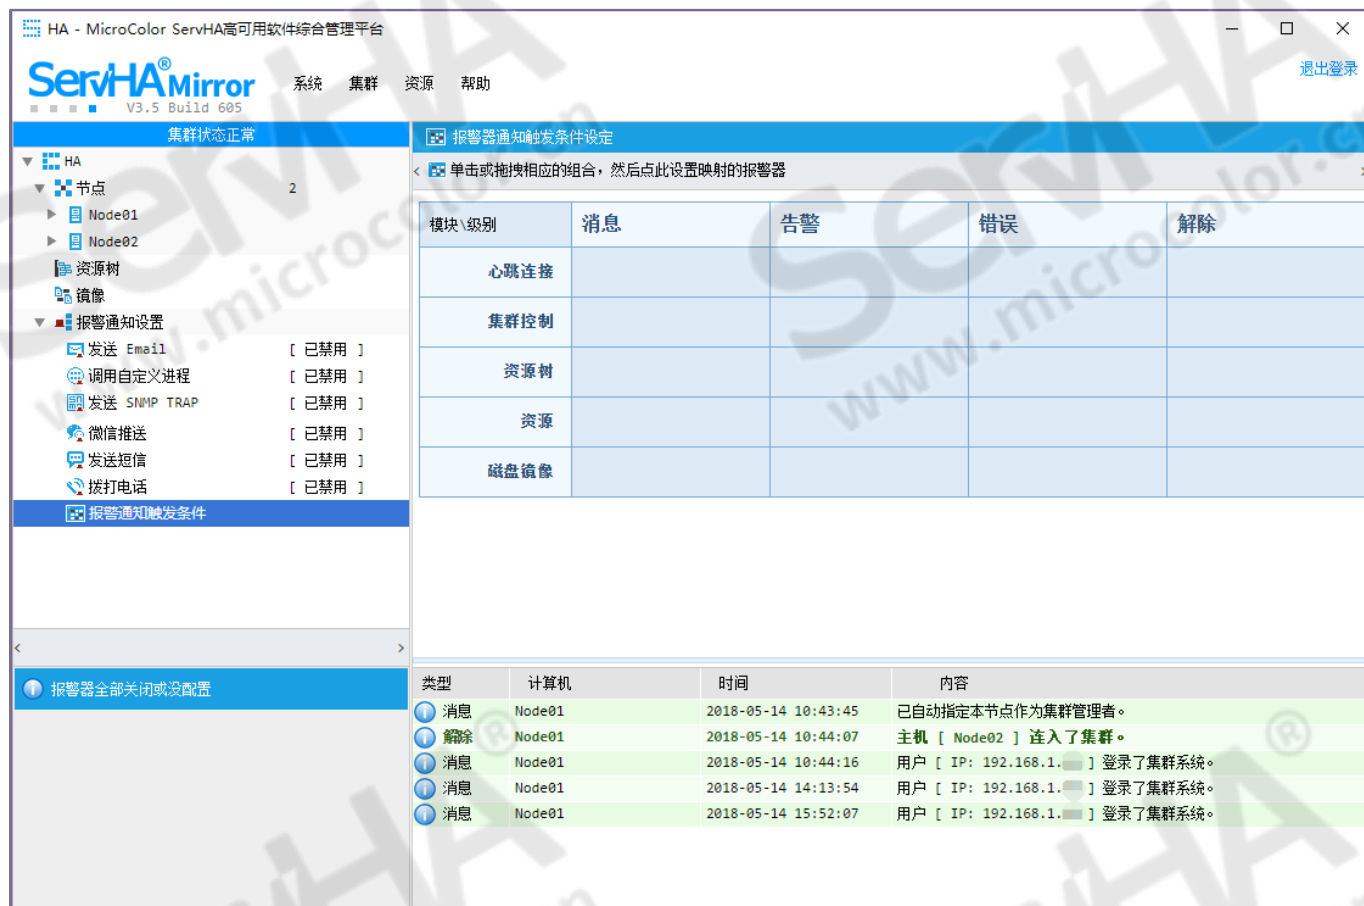 HA - MicroColor ServHA高可用软件综合管理平台
退出登录
ServHA® Mirror
V3.5 Build 605
系统 集群 资源 帮助
集群状态正常
HA
节点 2
Node01
Node02
资源树
镜像
报警通知设置
发送 Email [ 已禁用 ]
调用自定义进程 [ 已禁用 ]
发送 SNMP TRAP [ 已禁用 ]
微信推送 [ 已禁用 ]
发送短信 [ 已禁用 ]
拨打电话 [ 已禁用 ]
报警通知触发条件
报警器全部关闭或没配置
报警器通知触发条件设定
单击或拖拽相应的组合，然后点此设置映射的报警器
模块\级别 消息 告警 错误 解除
心跳连接
集群控制
资源树
资源
磁盘镜像
类型 计算机 时间 内容
消息 Node01 2018-05-14 10:43:45 已自动指定本节点作为集群管理者。
解除 Node01 2018-05-14 10:44:07 主机 [ Node02 ] 连入了集群。
消息 Node01 2018-05-14 10:44:16 用户 [ IP: 192.168.1. ] 登录了集群系统。
消息 Node01 2018-05-14 14:13:54 用户 [ IP: 192.168.1. ] 登录了集群系统。
消息 Node01 2018-05-14 15:52:07 用户 [ IP: 192.168.1. ] 登录了集群系统。
ServHA
www.microcolor.cn
ServHA
www.microcolor.cn